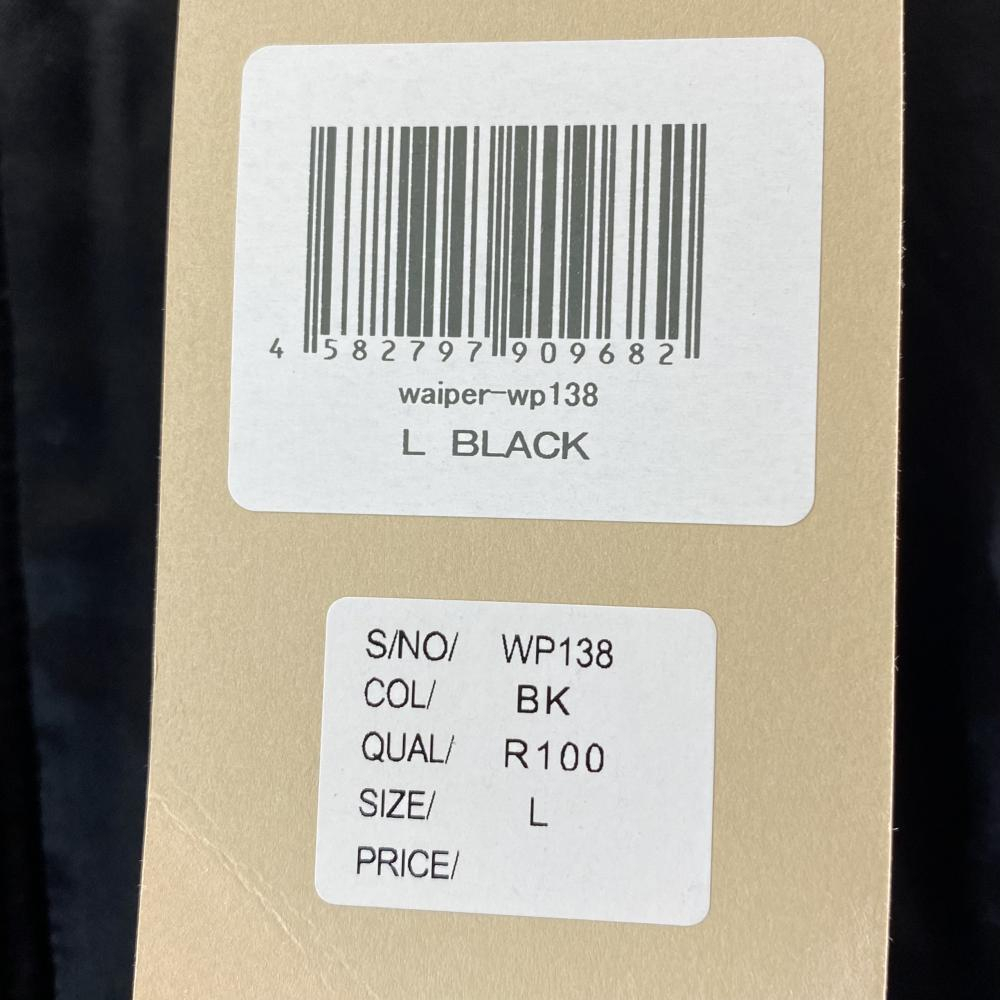 4 582797 909682
waiper-wp138
L BLACK
S/NO/ WP138
COL/ BK
QUAL/ R100
SIZE/ L
PRICE/